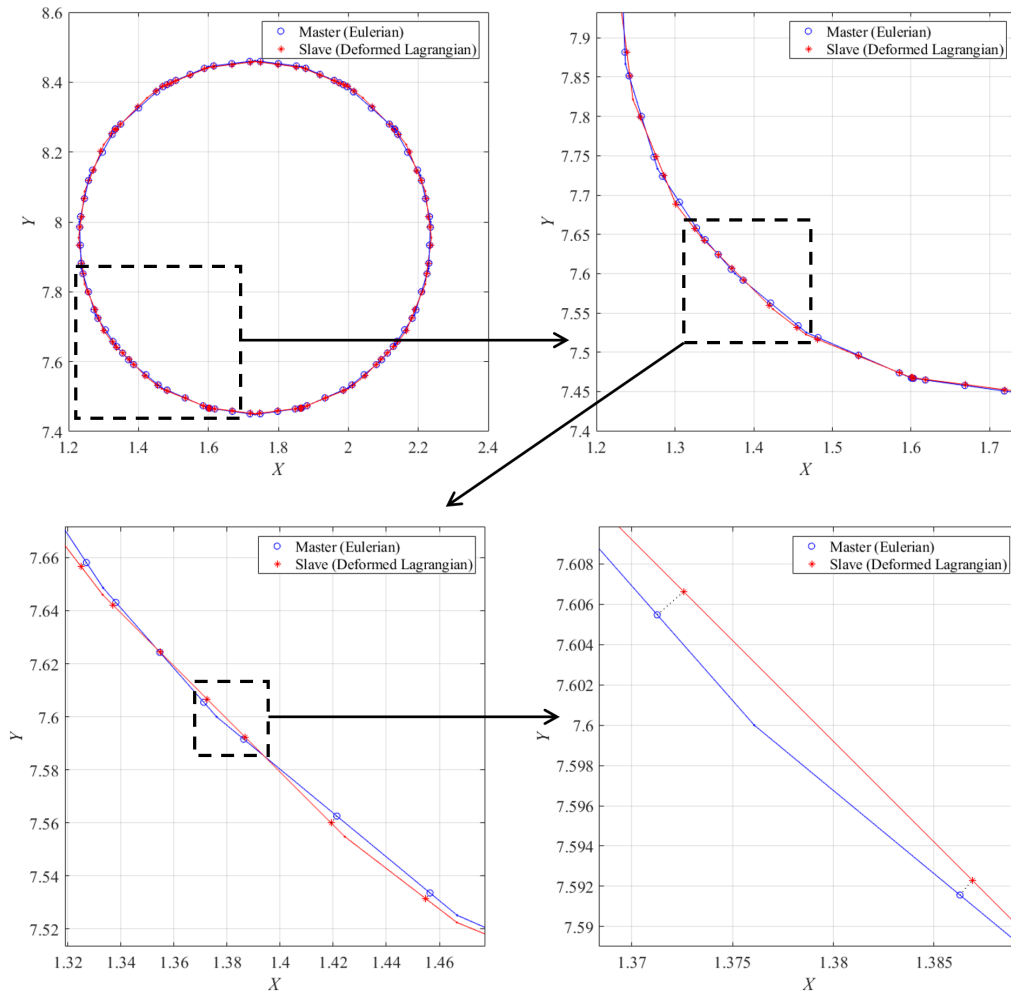 8.6
8.4
8.2
8
7.8
7.6
7.4
Y
1.2 1.4 1.6 1.8 2 2.2 2.4
X
Master (Eulerian)
Slave (Deformed Lagrangian)
7.9
7.85
7.8
7.75
7.7
7.65
7.6
7.55
7.5
7.45
7.4
Y
1.2 1.3 1.4 1.5 1.6 1.7
X
Master (Eulerian)
Slave (Deformed Lagrangian)
7.66
7.64
7.62
7.6
7.58
7.56
7.54
7.52
Y
1.32 1.34 1.36 1.38 1.4 1.42 1.44 1.46
X
Master (Eulerian)
Slave (Deformed Lagrangian)
7.608
7.606
7.604
7.602
7.6
7.598
7.596
7.594
7.592
7.59
Y
1.37 1.375 1.38 1.385
X
Master (Eulerian)
Slave (Deformed Lagrangian)